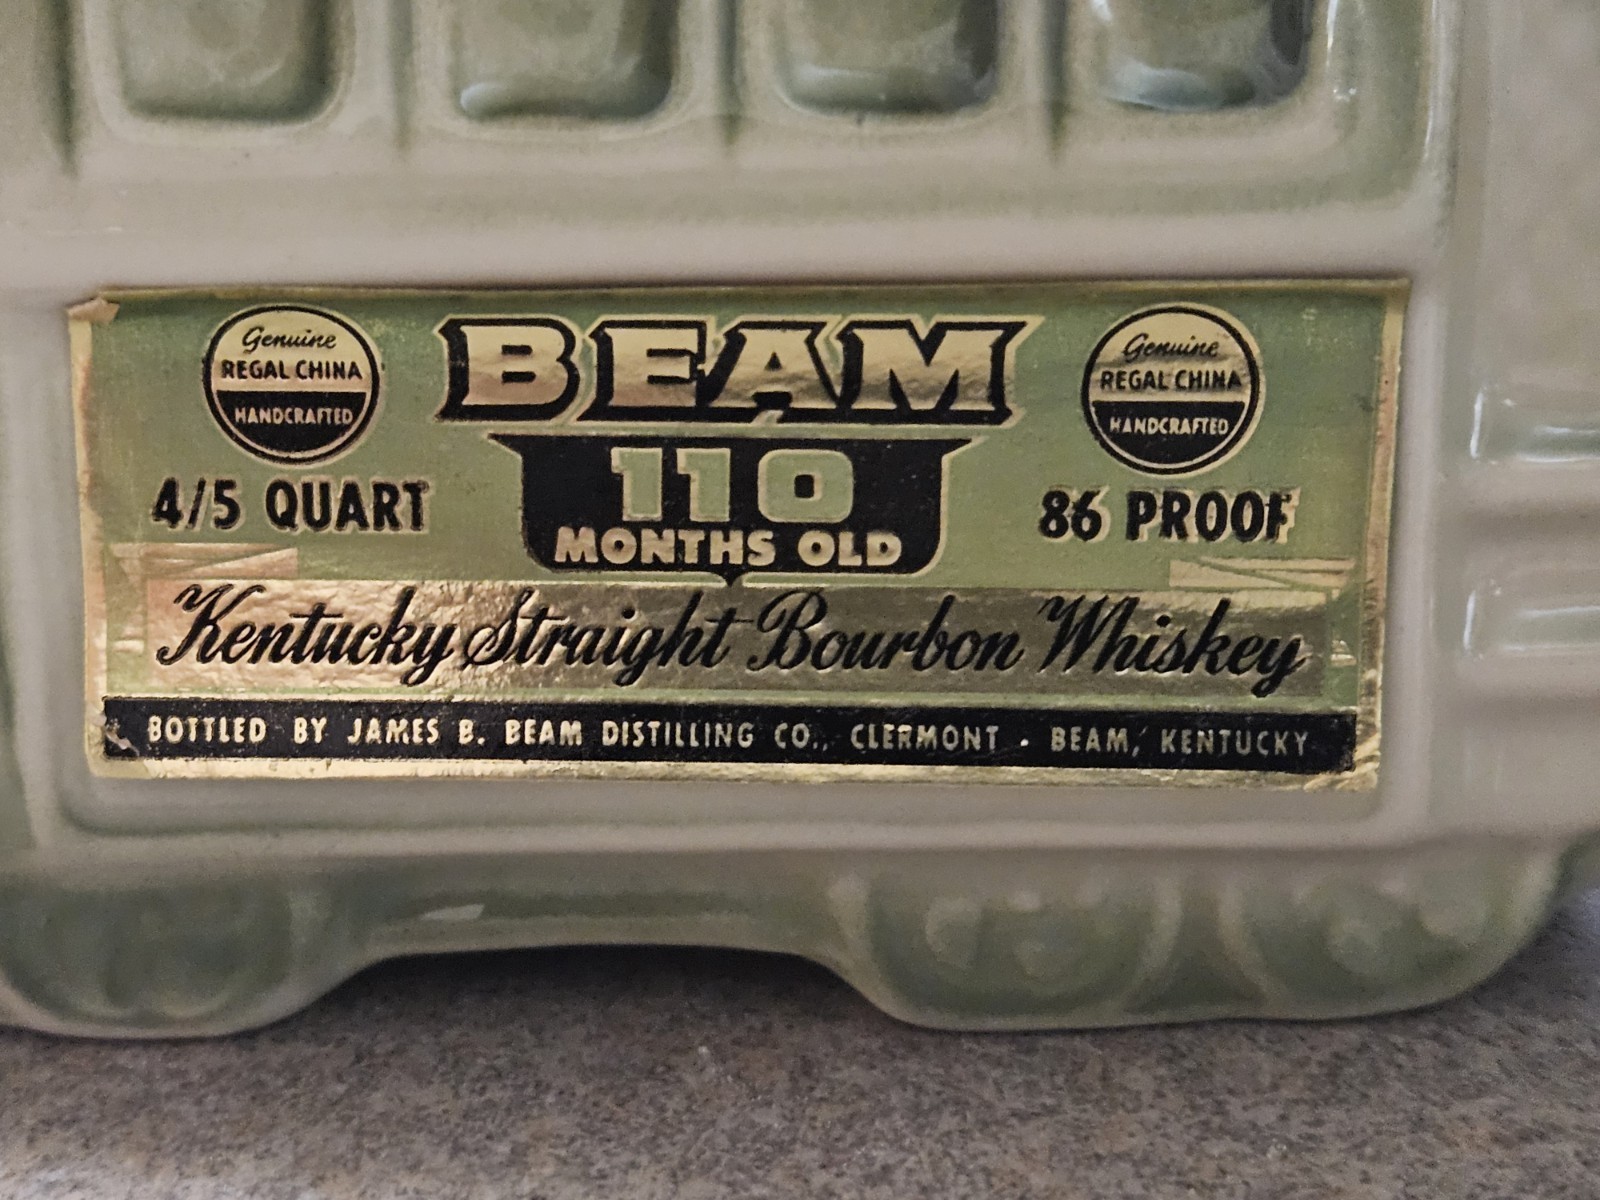 Genuine
REGAL CHINA
HANDCRAFTED
BEAM
Genuine
REGAL CHINA
HANDCRAFTED
4/5 QUART
110
MONTHS OLD
86 PROOF
Kentucky Straight Bourbon Whiskey
BOTTLED BY JAMES B. BEAM DISTILLING CO., CLERMONT · BEAM, KENTUCKY